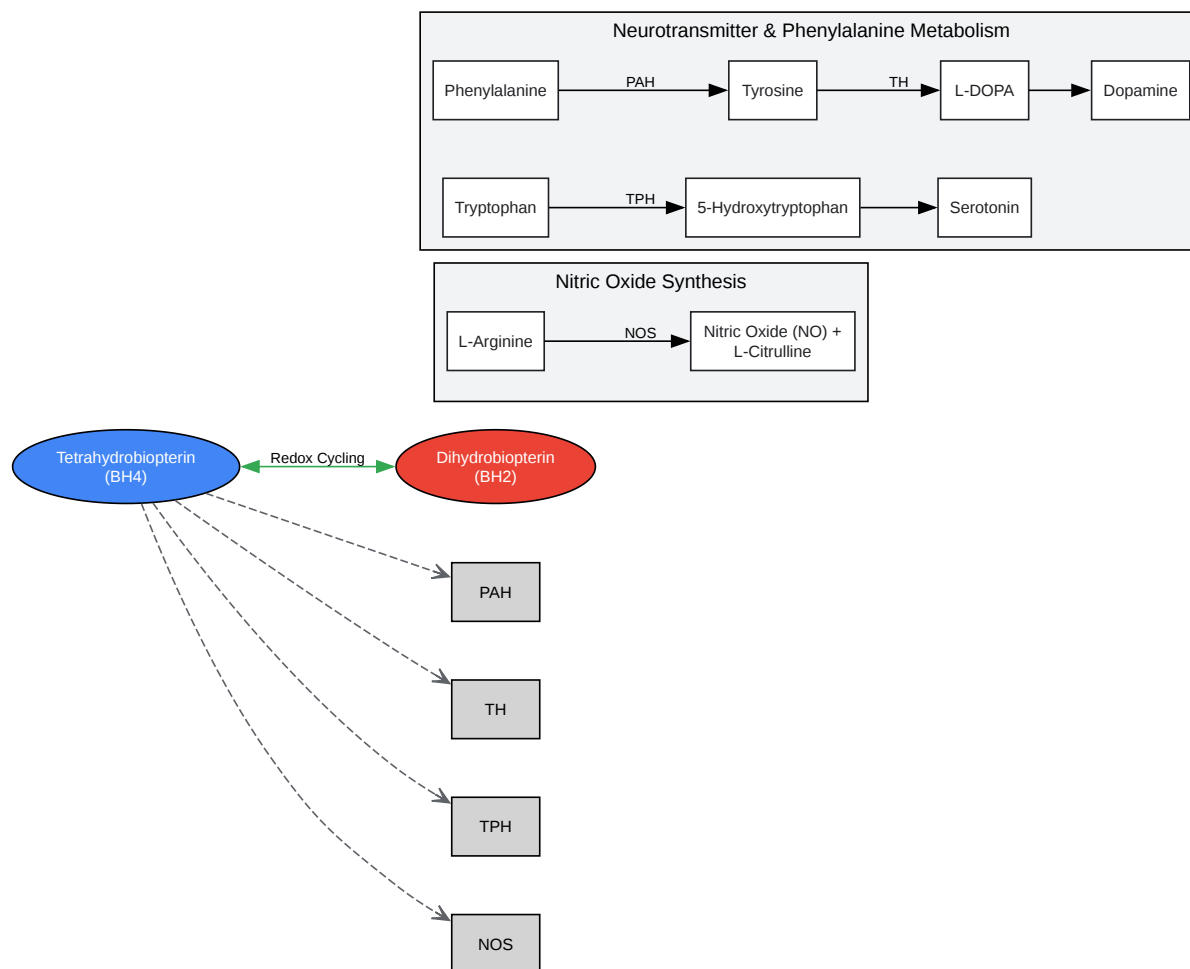 Neurotransmitter & Phenylalanine Metabolism
Phenylalanine
PAH
Tyrosine
TH
L-DOPA
Dopamine
Tryptophan
TPH
5-Hydroxytryptophan
Serotonin
Nitric Oxide Synthesis
L-Arginine
NOS
Nitric Oxide (NO) +
L-Citrulline
Tetrahydrobiopterin
(BH4)
Redox Cycling
Dihydrobiopterin
(BH2)
PAH
TH
TPH
NOS